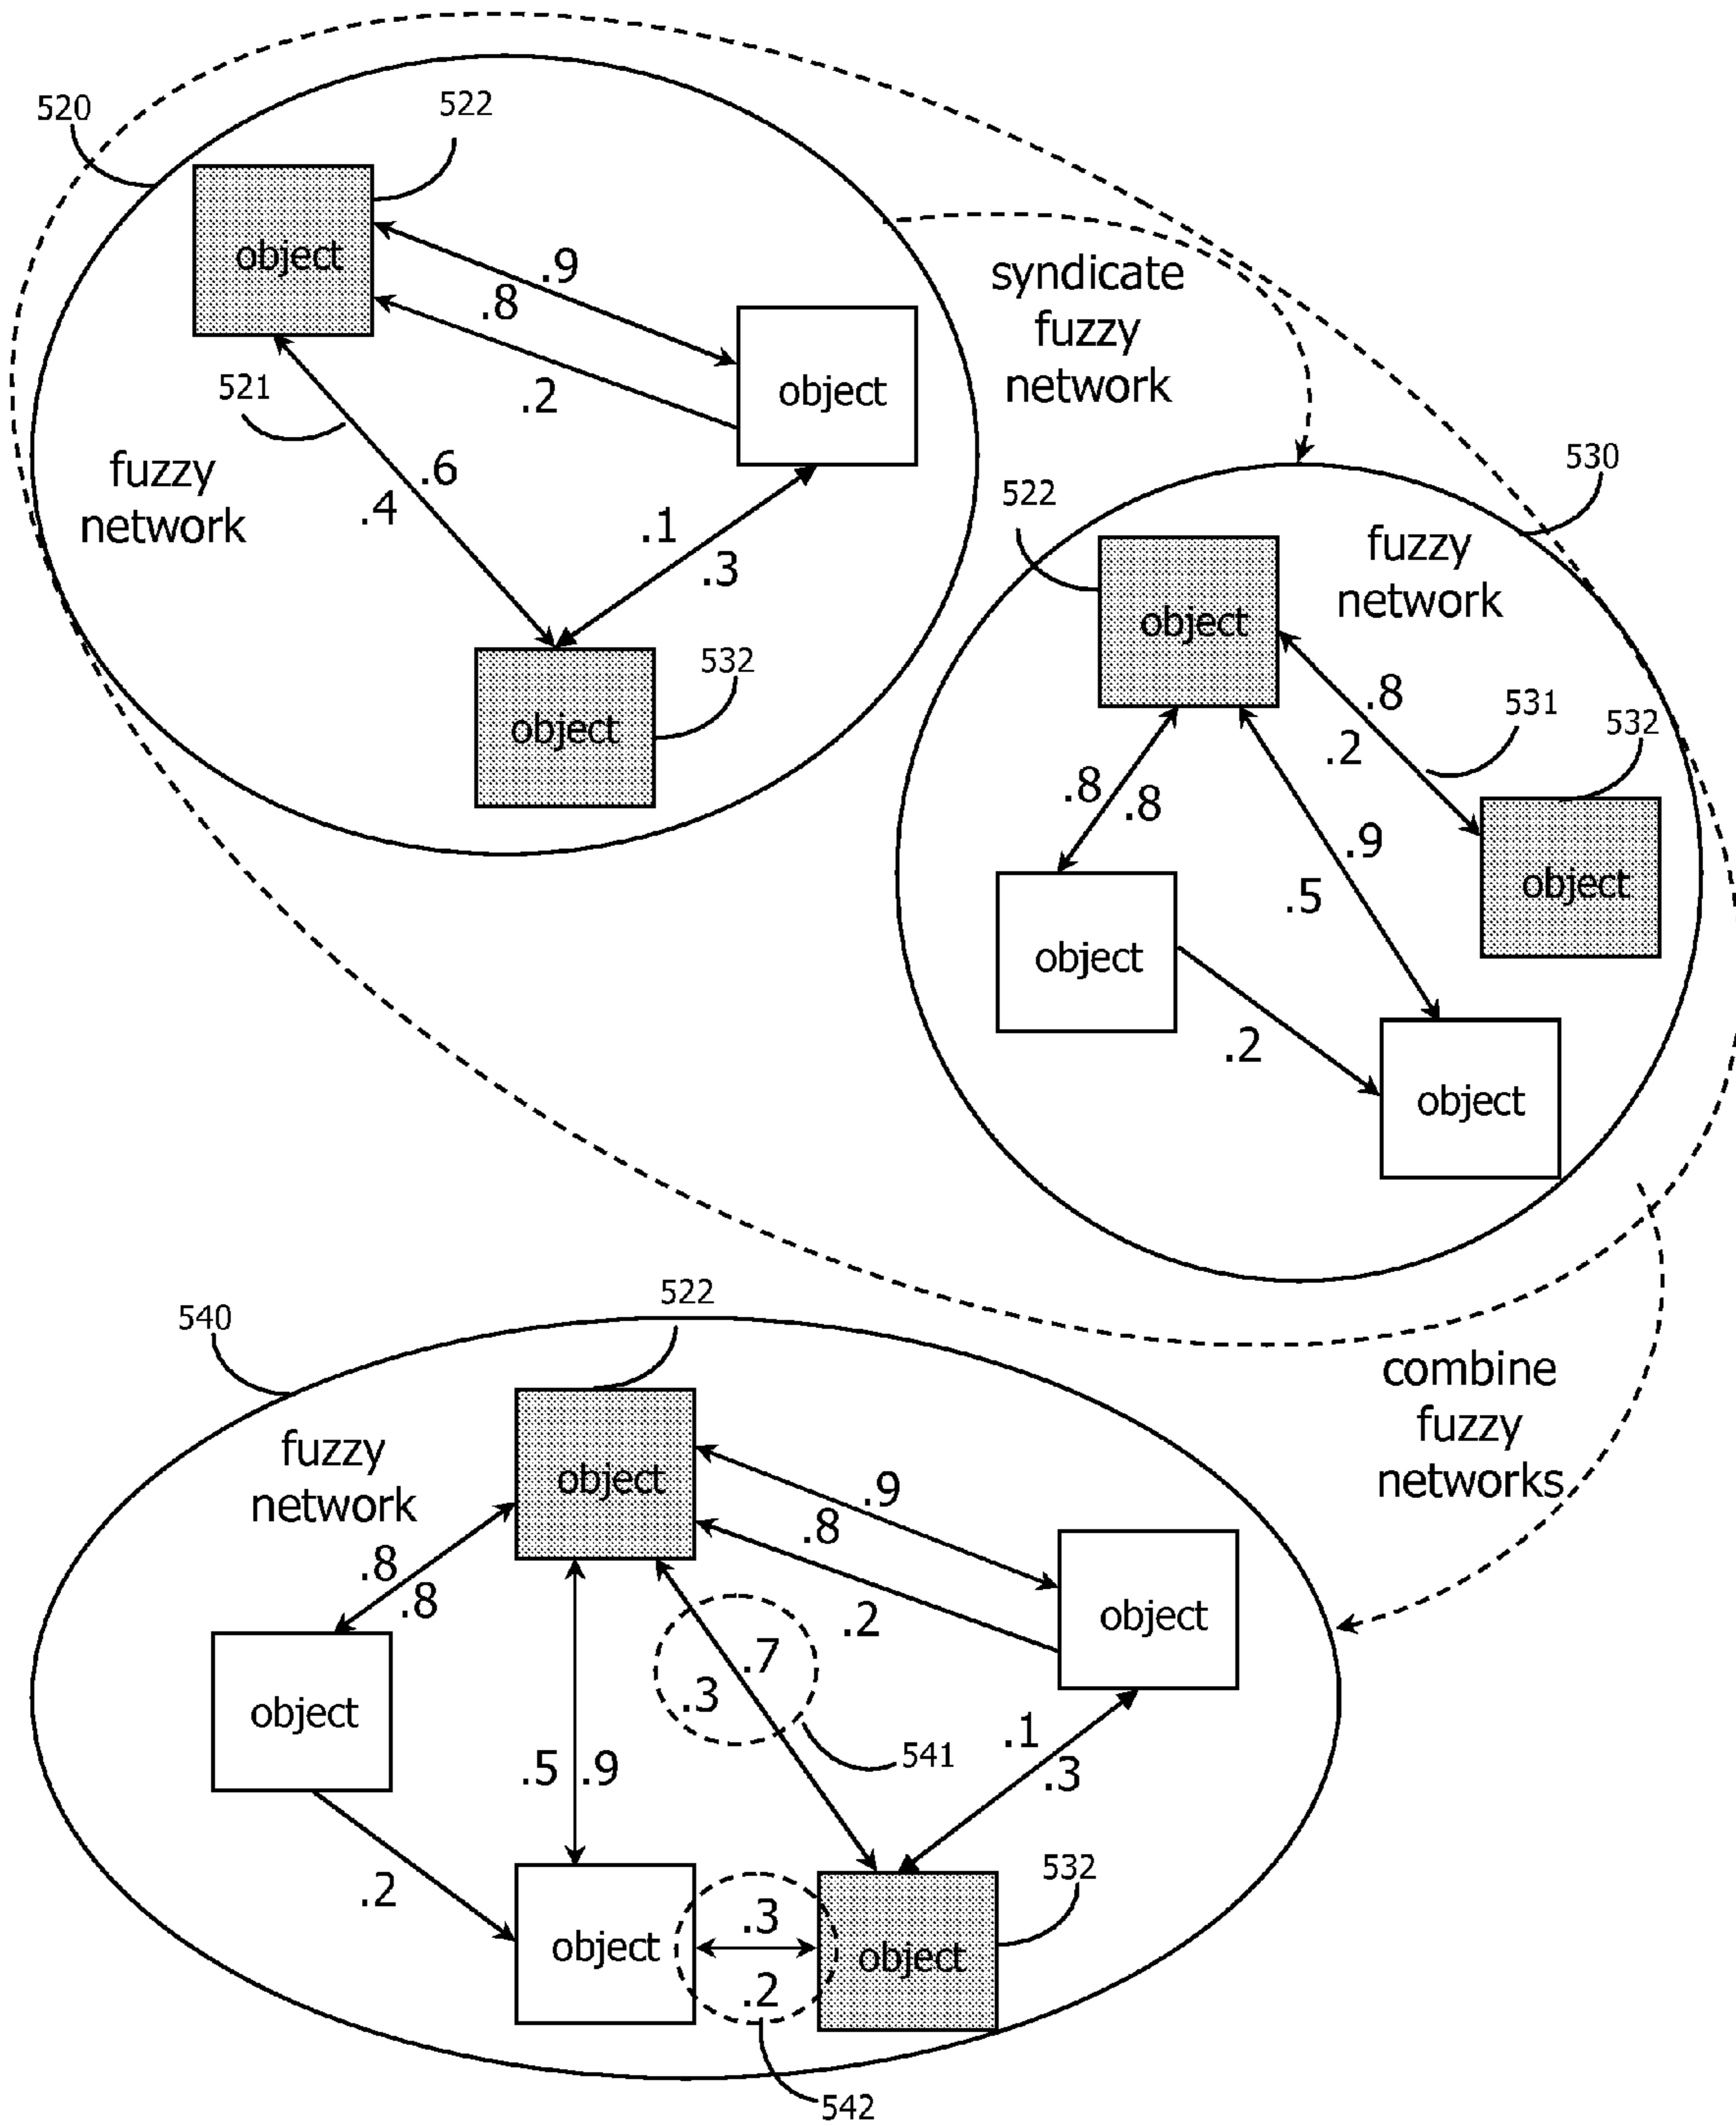 520
522
object
.9
.8
syndicate
fuzzy
network
object
521
.2
fuzzy
network
.6
.4
530
522
.1
.3
fuzzy
network
object
532
object
.8
531
532
.2
.8
.8
.9
.5
object
object
.2
object
522
540
combine
fuzzy
networks
fuzzy
network
object
.9
.8
.8
.8
.2
object
.7
.3
object
541
.1
.3
.5
.9
532
.2
.3
object
object
.2
542